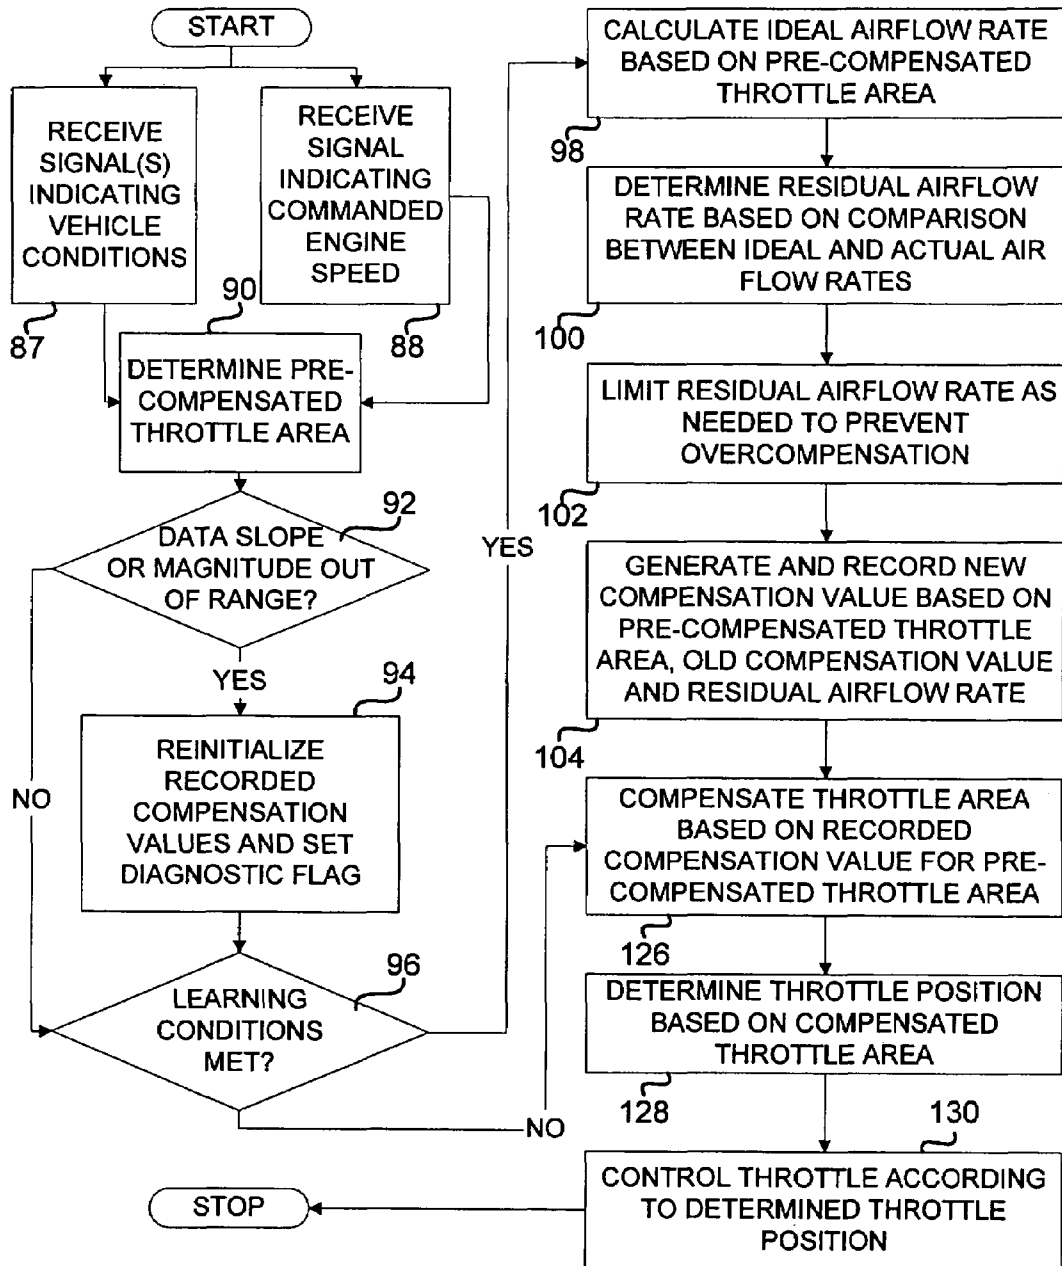 START
RECEIVE
SIGNAL(S)
INDICATING
VEHICLE
CONDITIONS
87
RECEIVE
SIGNAL
INDICATING
COMMANDED
ENGINE
SPEED
88
90
DETERMINE PRE-
COMPENSATED
THROTTLE AREA
92
DATA SLOPE
OR MAGNITUDE OUT
OF RANGE?
YES
NO
94
REINITIALIZE
RECORDED
COMPENSATION
VALUES AND SET
DIAGNOSTIC FLAG
96
LEARNING
CONDITIONS
MET?
YES
NO
CALCULATE IDEAL AIRFLOW RATE
BASED ON PRE-COMPENSATED
THROTTLE AREA
98
DETERMINE RESIDUAL AIRFLOW
RATE BASED ON COMPARISON
BETWEEN IDEAL AND ACTUAL AIR
FLOW RATES
100
LIMIT RESIDUAL AIRFLOW RATE AS
NEEDED TO PREVENT
OVERCOMPENSATION
102
GENERATE AND RECORD NEW
COMPENSATION VALUE BASED ON
PRE-COMPENSATED THROTTLE
AREA, OLD COMPENSATION VALUE
AND RESIDUAL AIRFLOW RATE
104
COMPENSATE THROTTLE AREA
BASED ON RECORDED
COMPENSATION VALUE FOR PRE-
COMPENSATED THROTTLE AREA
126
DETERMINE THROTTLE POSITION
BASED ON COMPENSATED
THROTTLE AREA
128
130
CONTROL THROTTLE ACCORDING
TO DETERMINED THROTTLE
POSITION
STOP